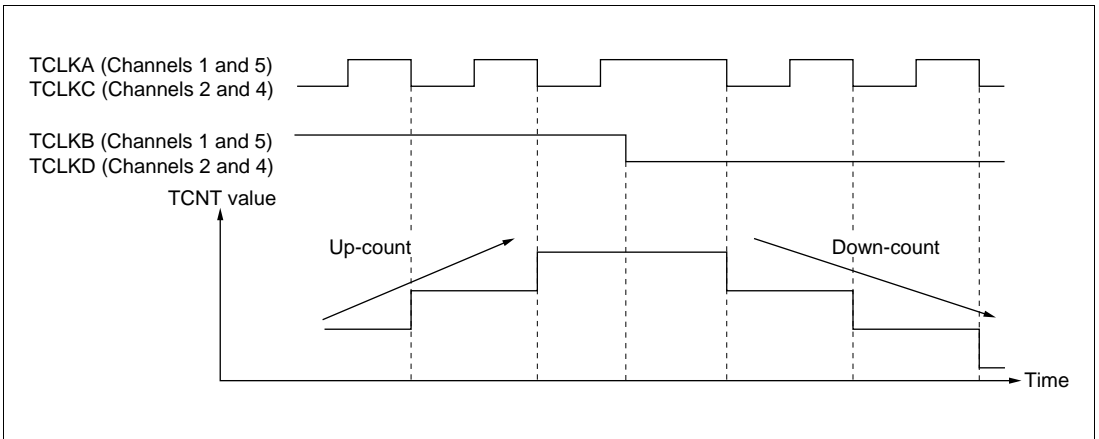 TCLKA (Channels 1 and 5)
TCLKC (Channels 2 and 4)
TCLKB (Channels 1 and 5)
TCLKD (Channels 2 and 4)
TCNT value
Up-count
Down-count
Time